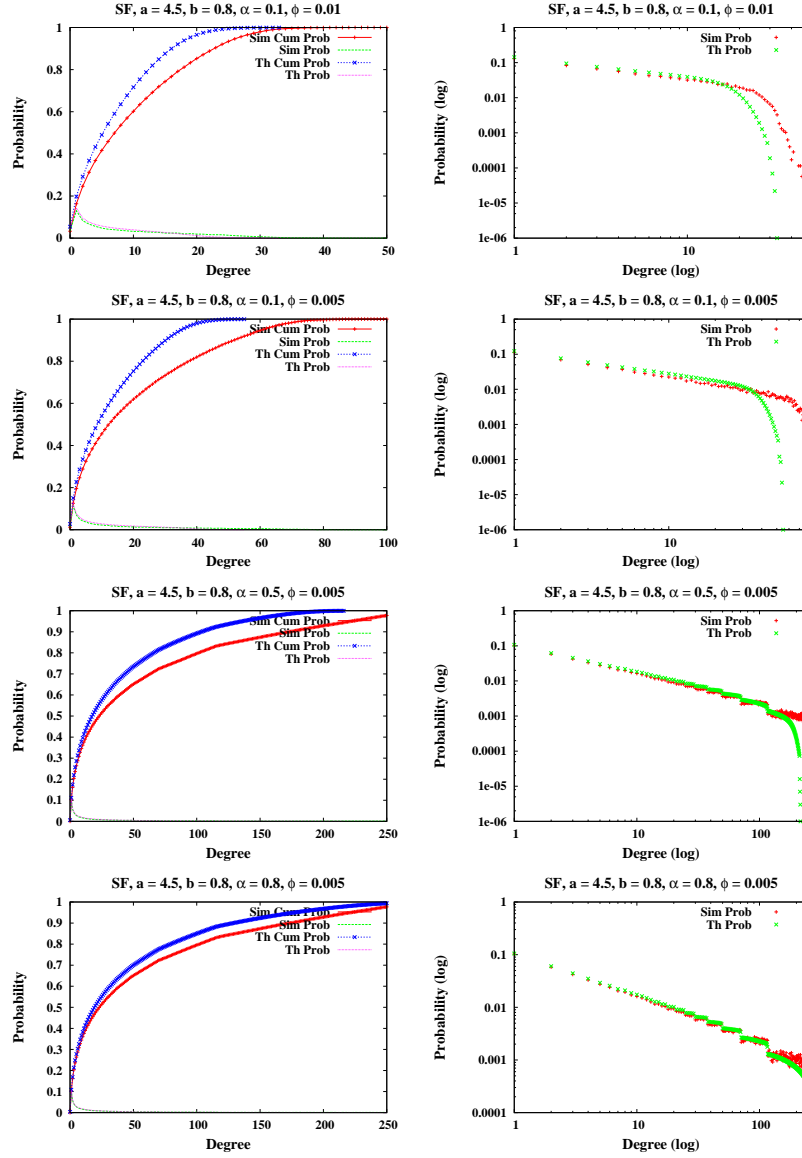 SF, a = 4.5, b = 0.8, α = 0.1, ϕ = 0.01
Probability
1
0.8
0.6
0.4
0.2
0
Sim Cum Prob
Sim Prob
Th Cum Prob
Th Prob
0 10 20 30 40 50
Degree
SF, a = 4.5, b = 0.8, α = 0.1, ϕ = 0.01
Probability (log)
1
0.1
0.01
0.001
0.0001
1e-05
1e-06
Sim Prob
Th Prob
1 10
Degree (log)
SF, a = 4.5, b = 0.8, α = 0.1, ϕ = 0.005
Probability
1
0.8
0.6
0.4
0.2
0
Sim Cum Prob
Sim Prob
Th Cum Prob
Th Prob
0 20 40 60 80 100
Degree
SF, a = 4.5, b = 0.8, α = 0.1, ϕ = 0.005
Probability (log)
1
0.1
0.01
0.001
0.0001
1e-05
1e-06
Sim Prob
Th Prob
1 10
Degree (log)
SF, a = 4.5, b = 0.8, α = 0.5, ϕ = 0.005
Probability
1
0.9
0.8
0.7
0.6
0.5
0.4
0.3
0.2
0.1
0
Sim Cum Prob
Sim Prob
Th Cum Prob
Th Prob
0 50 100 150 200 250
Degree
SF, a = 4.5, b = 0.8, α = 0.5, ϕ = 0.005
Probability (log)
1
0.1
0.01
0.001
0.0001
1e-05
1e-06
Sim Prob
Th Prob
1 10 100
Degree (log)
SF, a = 4.5, b = 0.8, α = 0.8, ϕ = 0.005
Probability
1
0.9
0.8
0.7
0.6
0.5
0.4
0.3
0.2
0.1
0
Sim Cum Prob
Sim Prob
Th Cum Prob
Th Prob
0 50 100 150 200 250
Degree
SF, a = 4.5, b = 0.8, α = 0.8, ϕ = 0.005
Probability (log)
1
0.1
0.01
0.001
0.0001
Sim Prob
Th Prob
1 10 100
Degree (log)